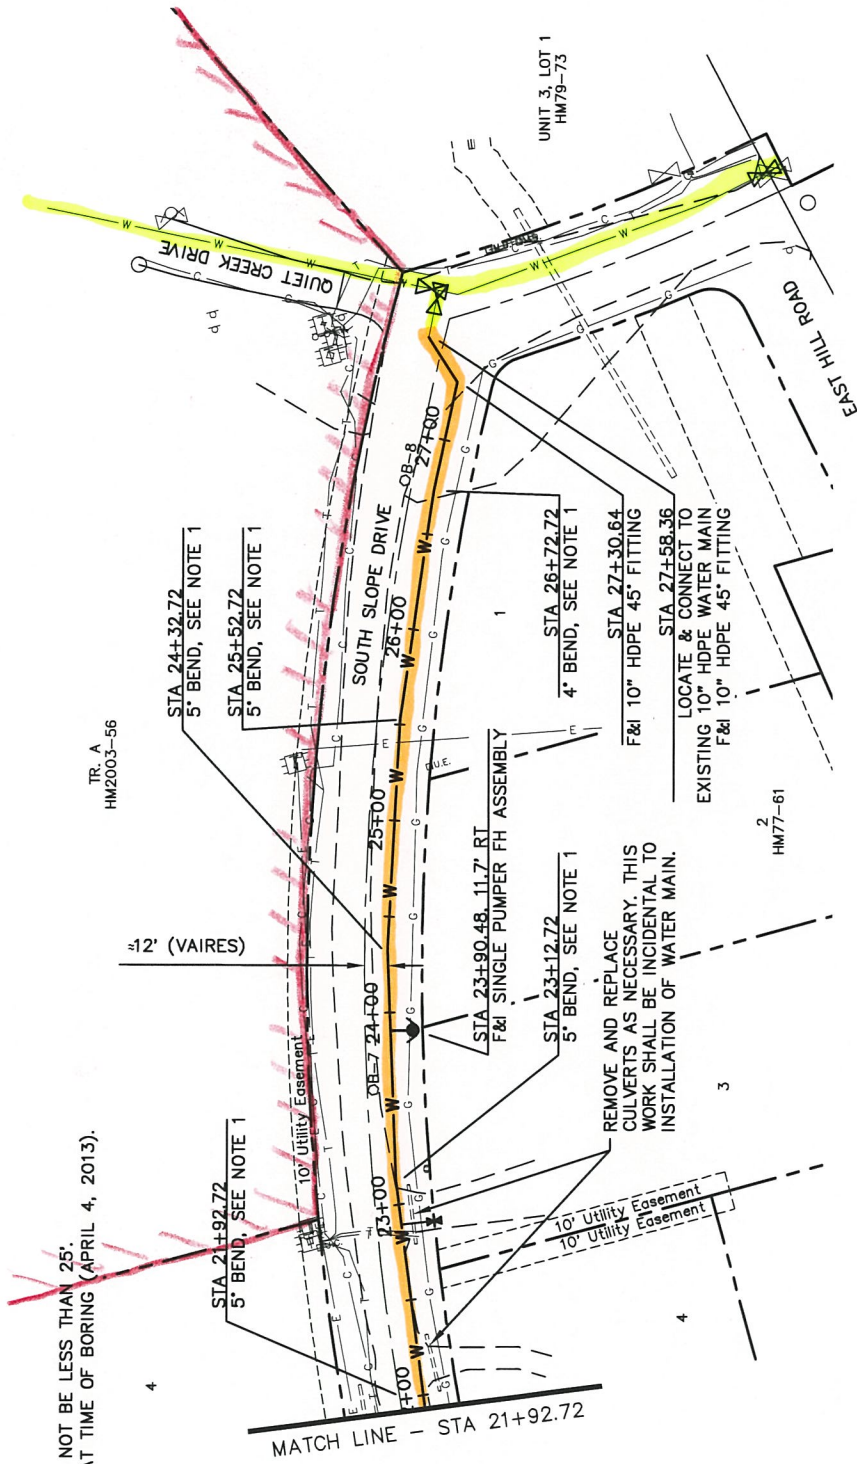 NOT BE LESS THAN 25'.
AT TIME OF BORING (APRIL 4, 2013).
4
STA 21+92.72
5° BEND, SEE NOTE 1
MATCH LINE - STA 21+92.72
10' Utility Easement
≈12' (VAIRES)
TR. A
HM2003-56
STA 24+32.72
5° BEND, SEE NOTE 1
STA 25+52.72
5° BEND, SEE NOTE 1
SOUTH SLOPE DRIVE
QUIET CREEK DRIVE
UNIT 3, LOT 1
HM79-73
EAST HILL ROAD
+00
23+00
OB-7
24+00
25+00
26+00
OB-8
27+00
U.E.
1
STA 26+72.72
4° BEND, SEE NOTE 1
STA 27+30.64
F&I 10" HDPE 45° FITTING
STA 27+58.36
LOCATE & CONNECT TO
EXISTING 10" HDPE WATER MAIN
F&I 10" HDPE 45° FITTING
STA 23+90.48, 11.7' RT
F&I SINGLE PUMPER FH ASSEMBLY
STA 23+12.72
5° BEND, SEE NOTE 1
REMOVE AND REPLACE
CULVERTS AS NECESSARY. THIS
WORK SHALL BE INCIDENTAL TO
INSTALLATION OF WATER MAIN.
2
HM77-61
3
10' Utility Easement
10' Utility Easement
4